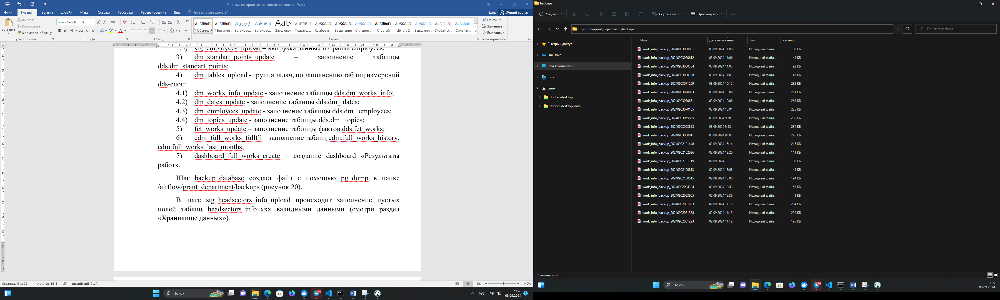 Система контроля деятельности персонала - Word
Файл
Главная
Вставка
Дизайн
Макет
Ссылки
Рассылки
Рецензирование
Вид
Что вы хотите сделать?
Вход
Общий доступ
Вставить
Вырезать
Копировать
Формат по образцу
Буфер обмена
Times New R
14
Шрифт
Абзац
АаБбВвГг,
АаБбВвГг,
АаБбВı
АаБбВвГ
АаЬ
АаБбВвГ
АаБбВвГг
АаБбВвГг
АаБбВвГг
АаБбВвГг,
АаБбВвГг
АаБбВвГг
ААББВВГГ,
ААББВВГГ,
¶ Обычный
¶ Без инте...
Заголово...
Заголово...
Заголовок
Подзагол...
Слабое в...
Выделение
Сильное...
Строгий
Цитата 2
Выделенн...
Слабая сс...
Сильная...
Стили
Найти
Заменить
Выделить
Редактирование
2.3) stg_employees_upload – выгрузка данных из файла employees;
3) dm_standart_points_update – заполнение таблицы
dds.dm_standart_points;
4) dm_tables_upload - группа задач, по заполнению таблиц измерений
dds-слоя:
4.1) dm_works_info_update - заполнение таблицы dds.dm_works_info;
4.2) dm_dates_update - заполнение таблицы dds.dm_ dates;
4.3) dm_employees_update - заполнение таблицы dds.dm_ employees;
4.4) dm_topics_update - заполнение таблицы dds.dm_ topics;
5) fct_works_update – заполнение таблицы фактов dds.fct_works;
6) cdm_full_works_fullfil – заполнение таблиц cdm.full_works_history,
cdm.full_works_last_months;
7) dashboard_full_works_create – создание dashboard «Результаты
работ».
Шаг backup_database создает файл с помощью pg_dump в папке
/airflow/grant_department/backups (рисунок 20).
В шаге stg_headsectors_info_upload происходит заполнение пустых
полей таблиц headsectors_info_xxx валидными данными (смотри раздел
«Хранилище данных»).
Страница 5 из 22
Число слов: 1615
английский (США)
140%
Поиск
96
РУС
11:20
03.09.2024
5
backups
Создать
Сортировать
Просмотреть
C:\airflow\grant_department\backups
Поиск в: backups
Быстрый доступ
OneDrive
Этот компьютер
Сеть
Linux
docker-desktop
docker-desktop-data
Имя Дата изменения Тип Размер
work_info_backup_20240903080801 03.09.2024 11:08 Исходный файл ... 108 КБ
work_info_backup_20240903080612 03.09.2024 11:06 Исходный файл ... 43 КБ
work_info_backup_20240903080304 03.09.2024 11:03 Исходный файл ... 92 КБ
work_info_backup_20240903080108 03.09.2024 11:01 Исходный файл ... 43 КБ
work_info_backup_20240903071209 03.09.2024 10:12 Исходный файл ... 282 КБ
work_info_backup_20240903070923 03.09.2024 10:09 Исходный файл ... 271 КБ
work_info_backup_20240903070651 03.09.2024 10:06 Исходный файл ... 263 КБ
work_info_backup_20240903070105 03.09.2024 10:01 Исходный файл ... 225 КБ
work_info_backup_20240903065835 03.09.2024 9:58 Исходный файл ... 238 КБ
work_info_backup_20240903063828 03.09.2024 9:38 Исходный файл ... 234 КБ
work_info_backup_20240903060011 03.09.2024 9:00 Исходный файл ... 226 КБ
work_info_backup_20240902121448 02.09.2024 15:14 Исходный файл ... 215 КБ
work_info_backup_20240902102036 02.09.2024 13:20 Исходный файл ... 111 КБ
work_info_backup_20240902101119 02.09.2024 13:11 Исходный файл ... 100 КБ
work_info_backup_20240902100813 02.09.2024 13:08 Исходный файл ... 43 КБ
work_info_backup_20240902100515 02.09.2024 13:05 Исходный файл ... 194 КБ
work_info_backup_20240902094324 02.09.2024 12:43 Исходный файл ... 53 КБ
work_info_backup_20240902093905 02.09.2024 12:39 Исходный файл ... 41 КБ
work_info_backup_20240902081653 02.09.2024 11:16 Исходный файл ... 214 КБ
work_info_backup_20240902081538 02.09.2024 11:15 Исходный файл ... 204 КБ
work_info_backup_20240902081223 02.09.2024 11:12 Исходный файл ... 195 КБ
Элементов: 21
Поиск
96
11:20
03.09.2024